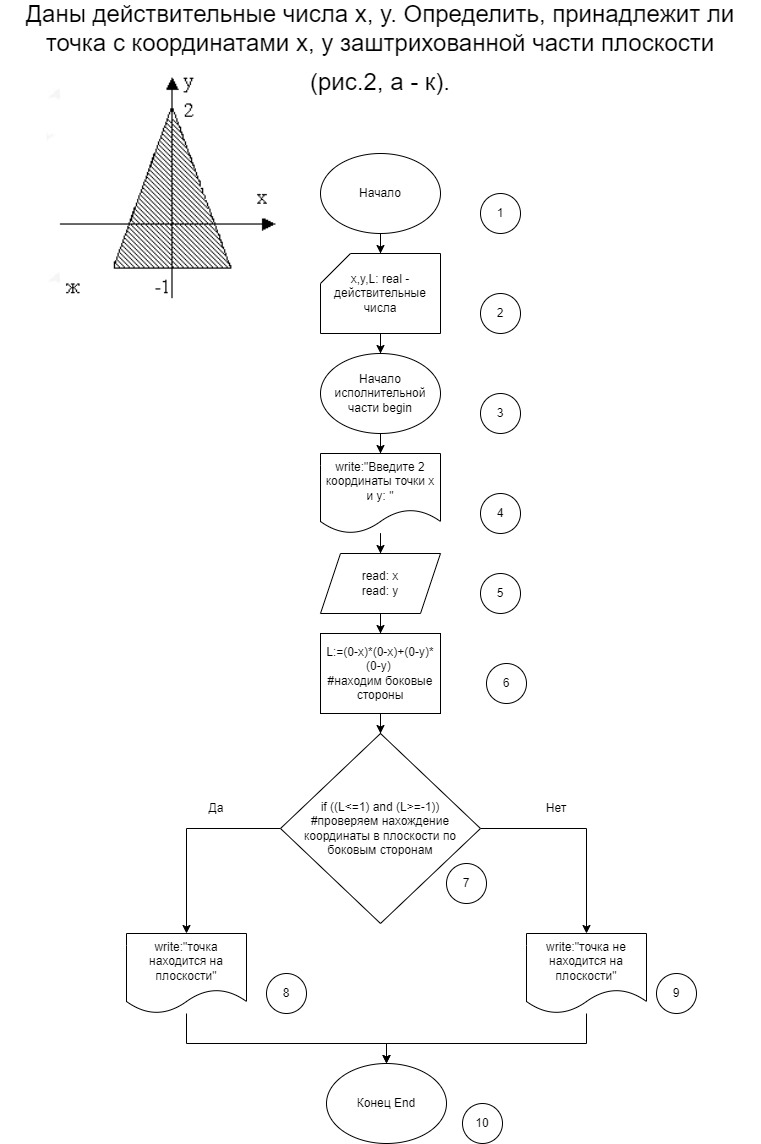 Даны действительные числа x, y. Определить, принадлежит ли
точка с координатами x, y заштрихованной части плоскости
(рис.2, а - к).
y
2
x
ж
-1
Начало
1
x,y,L: real -
действительные
числа
2
Начало
исполнительной
части begin
3
write:"Введите 2
координаты точки x
и y: "
4
read: x
read: y
5
L:=(0-x)*(0-x)+(0-y)*
(0-y)
#находим боковые
стороны
6
Да
Нет
if ((L<=1) and (L>=-1))
#проверяем нахождение
координаты в плоскости по
боковым сторонам
7
write:"точка
находится на
плоскости"
8
write:"точка не
находится на
плоскости"
9
Конец End
10